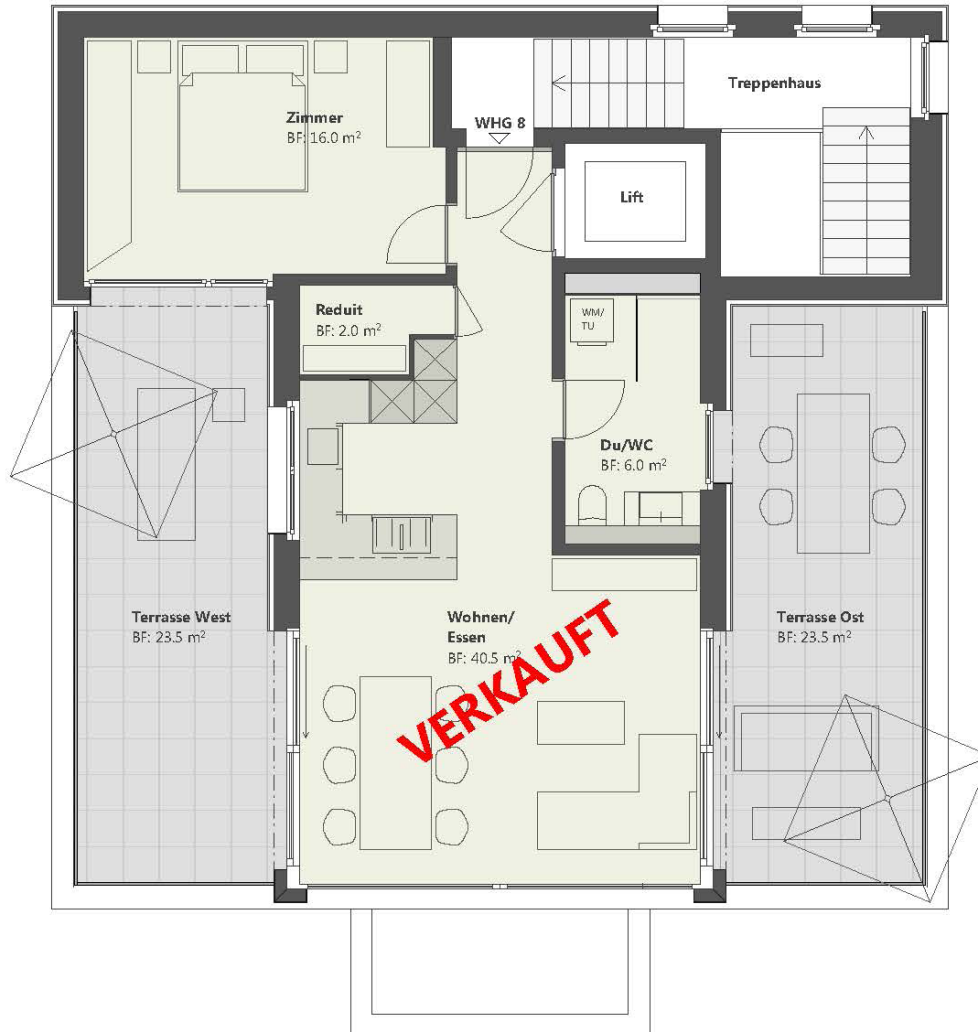 Treppenhaus
Zimmer
BF: 16.0 m²
WHG 8
Lift
Reduit
BF: 2.0 m²
WM/
TU
Du/WC
BF: 6.0 m²
Terrasse West
BF: 23.5 m²
Wohnen/
Essen
BF: 40.5 m²
Terrasse Ost
BF: 23.5 m²
VERKAUFT